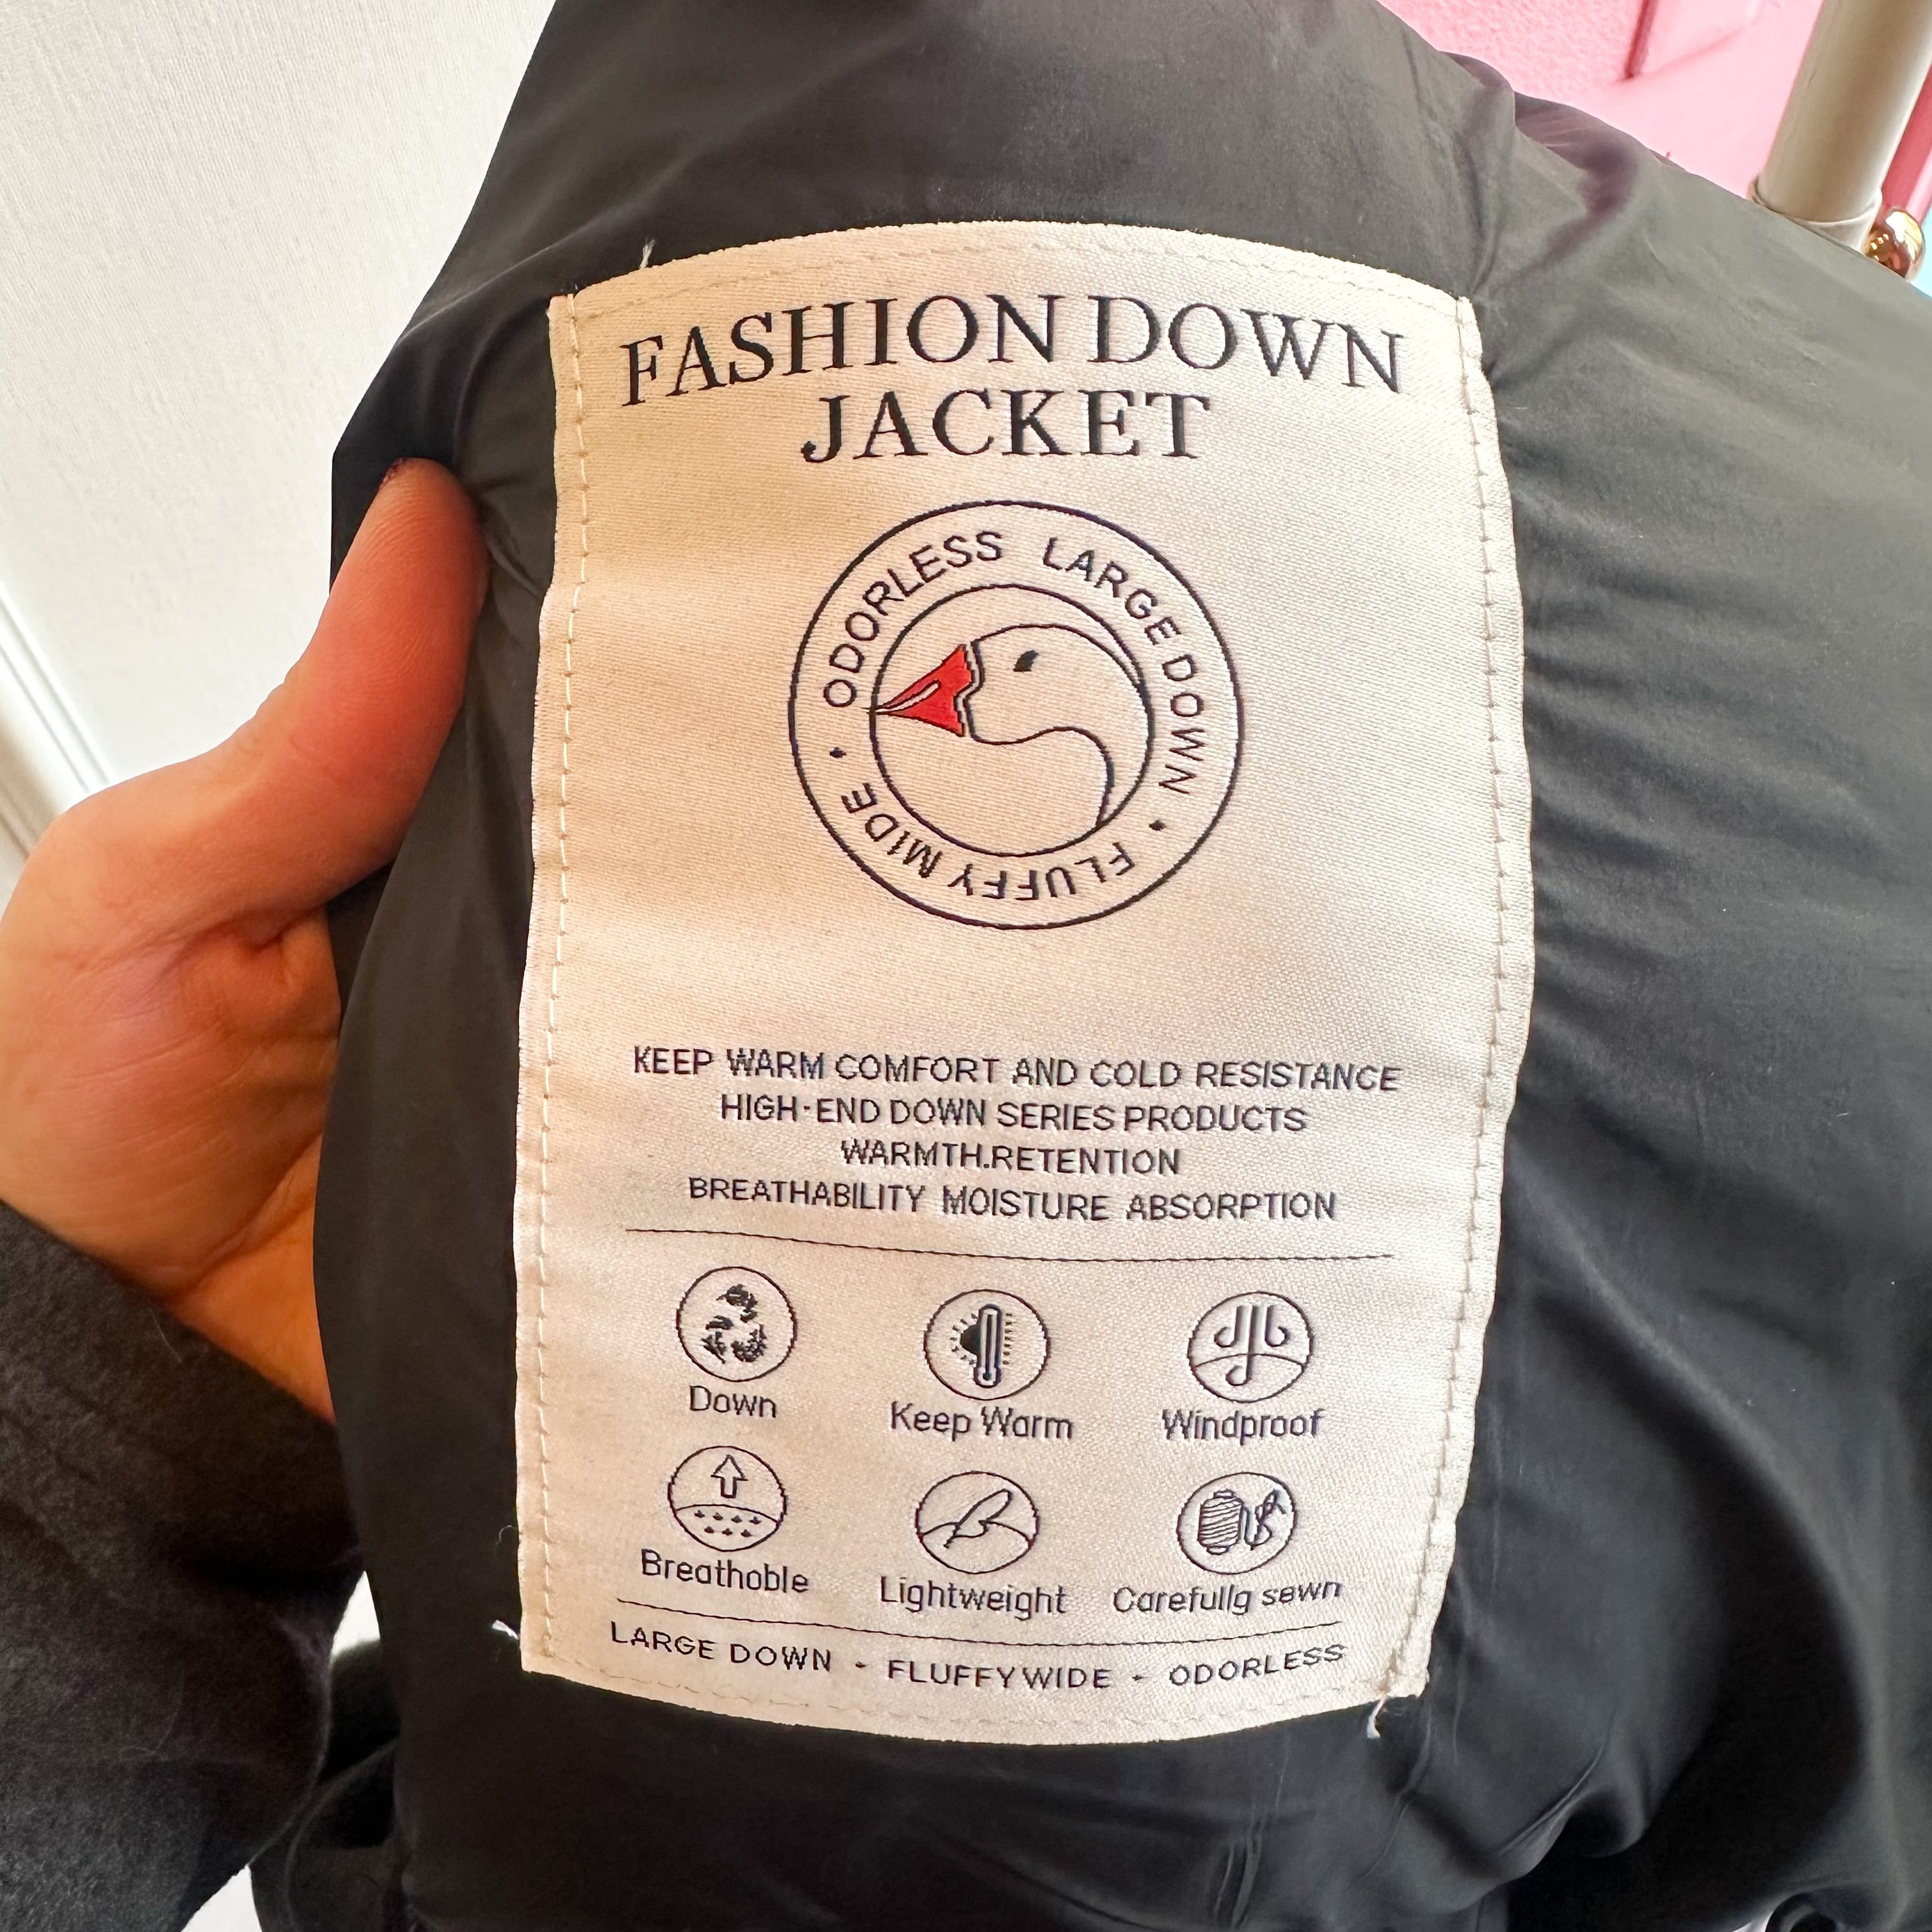 FASHION DOWN
JACKET
ODORLESS LARGE DOWN • FLUFFY MIDE •
KEEP WARM COMFORT AND COLD RESISTANCE
HIGH-END DOWN SERIES PRODUCTS
WARMTH.RETENTION
BREATHABILITY MOISTURE ABSORPTION
Down Keep Warm Windproof
Breathoble Lightweight Carefullg sewn
LARGE DOWN - FLUFFYWIDE - ODORLESS